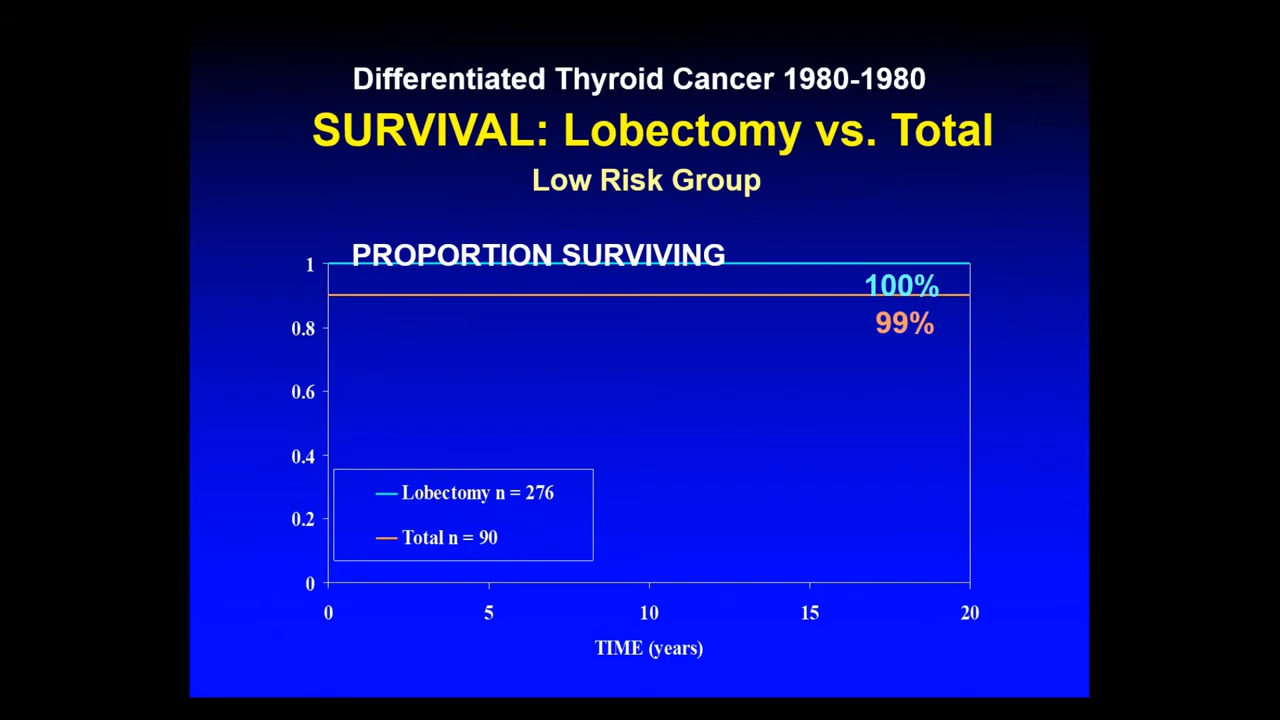 Differentiated Thyroid Cancer 1980-1980
SURVIVAL: Lobectomy vs. Total
Low Risk Group
PROPORTION SURVIVING
1
100%
99%
0.8
0.6
0.4
0.2
0
Lobectomy n = 276
Total n = 90
0 5 10 15 20
TIME (years)